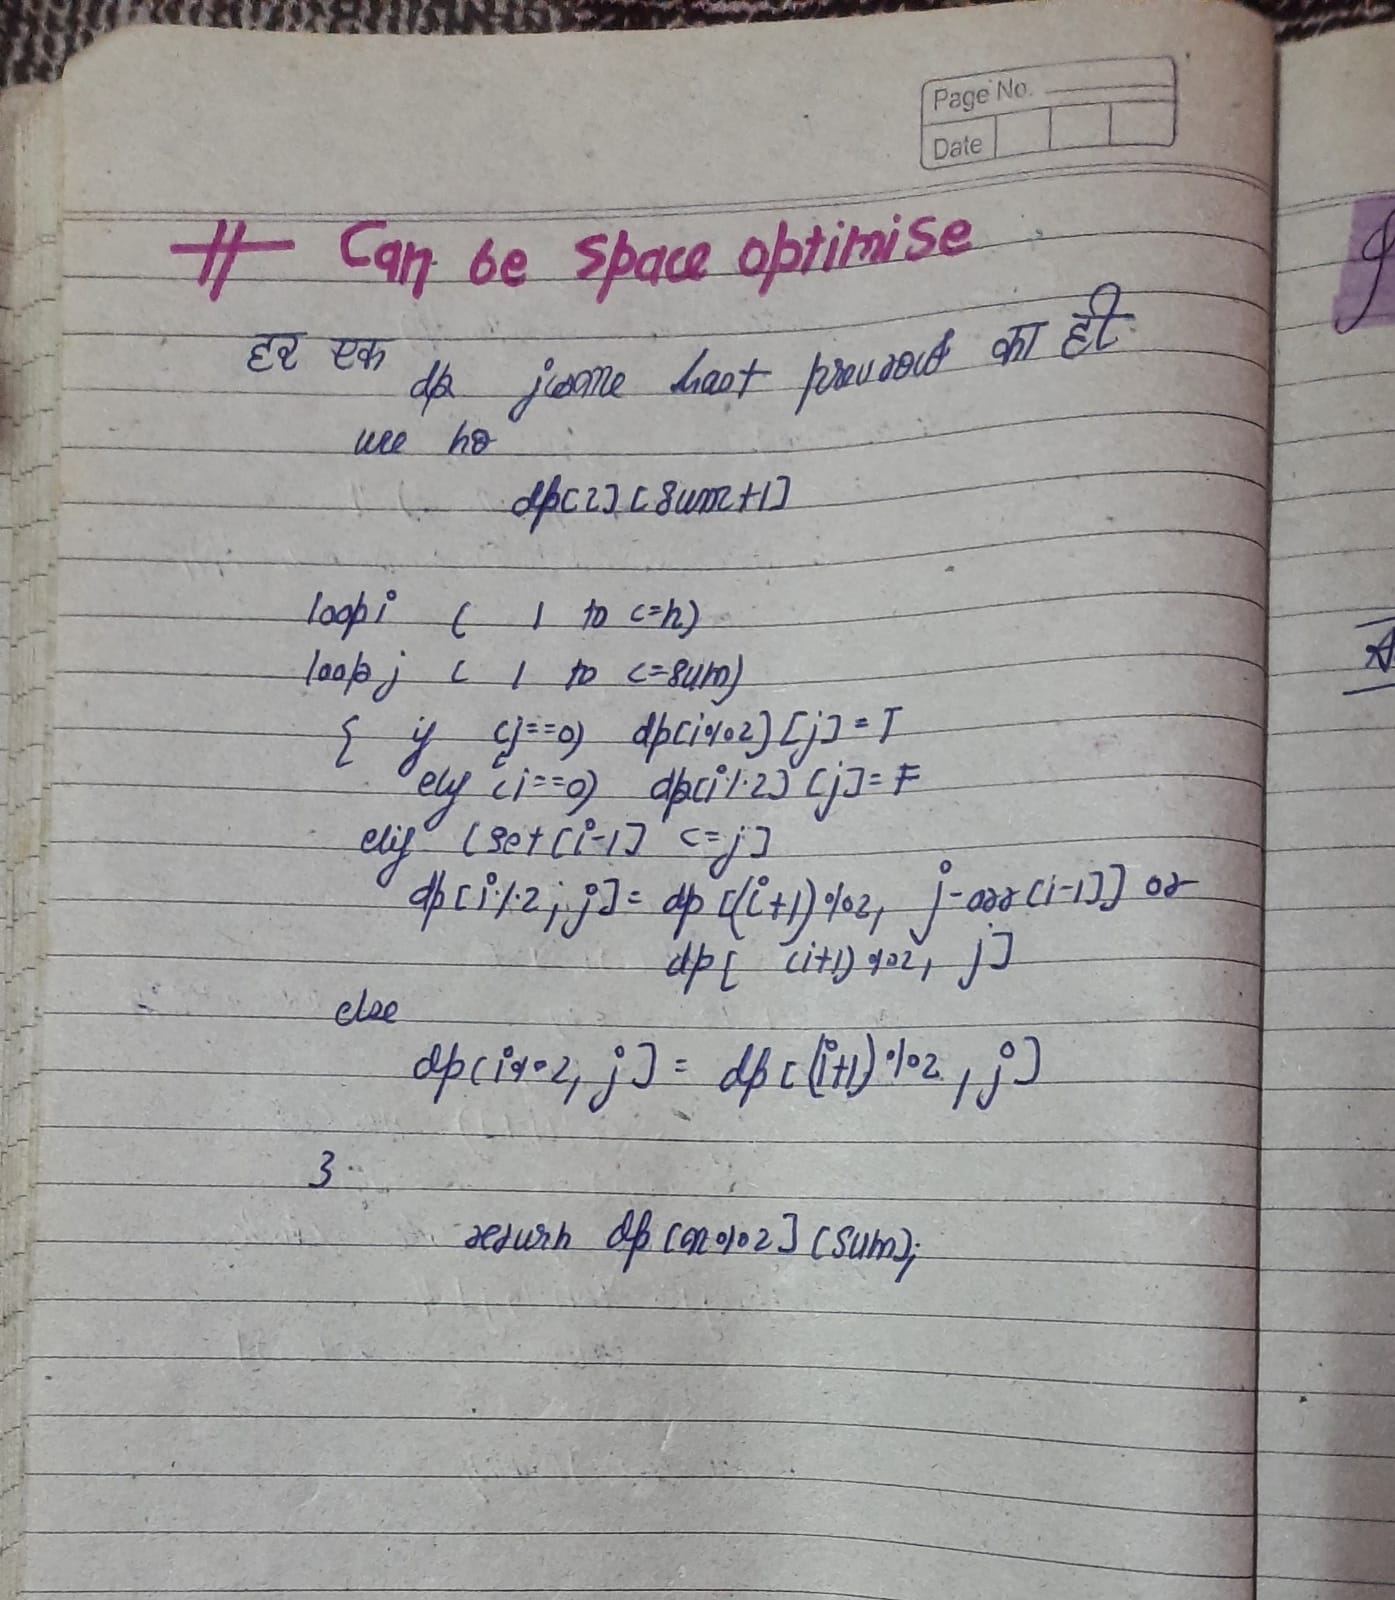 Page No.
Date
# Can be space optimise
हर एक dp just previous का ही
use ho
dp[2][sum+1]
loop i ( 1 to <=n)
loop j ( 1 to <=sum)
{ if (j==0) dp[i%2][j]=T
elif (i==0) dp[i%2][j]=F
elif (set[i-1] <=j]
dp[i%2, j]= dp[(i+1)%2, j-arr[i-1]] or
dp[ (i+1)%2, j]
else
dp[i%2, j] = dp[(i+1)%2, j]
}
return dp[n%2][sum];